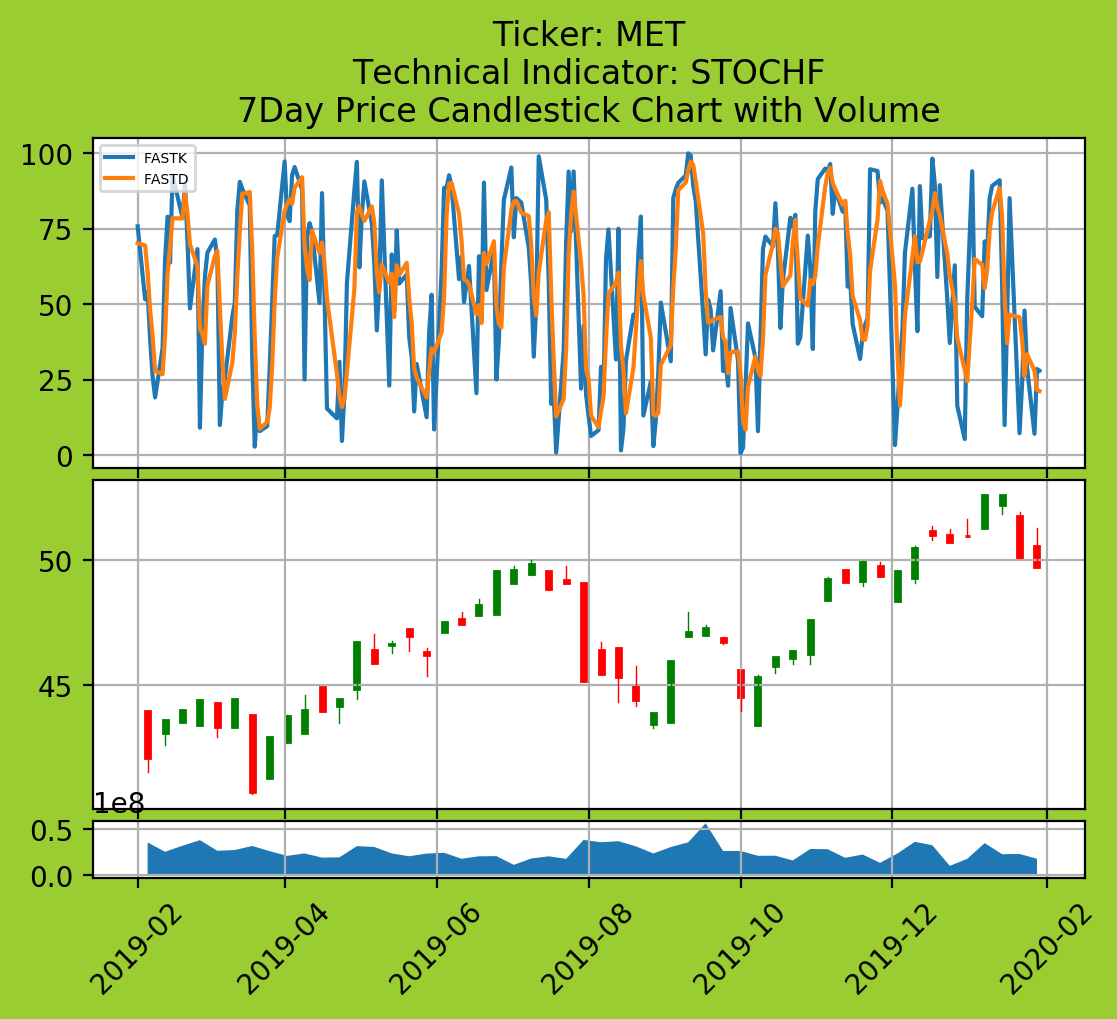 Ticker: MET
Technical Indicator: STOCHF
7Day Price Candlestick Chart with Volume
100
75
50
25
0
FASTK
FASTD
50
45
1e8
0.5
0.0
2019-02
2019-04
2019-06
2019-08
2019-10
2019-12
2020-02